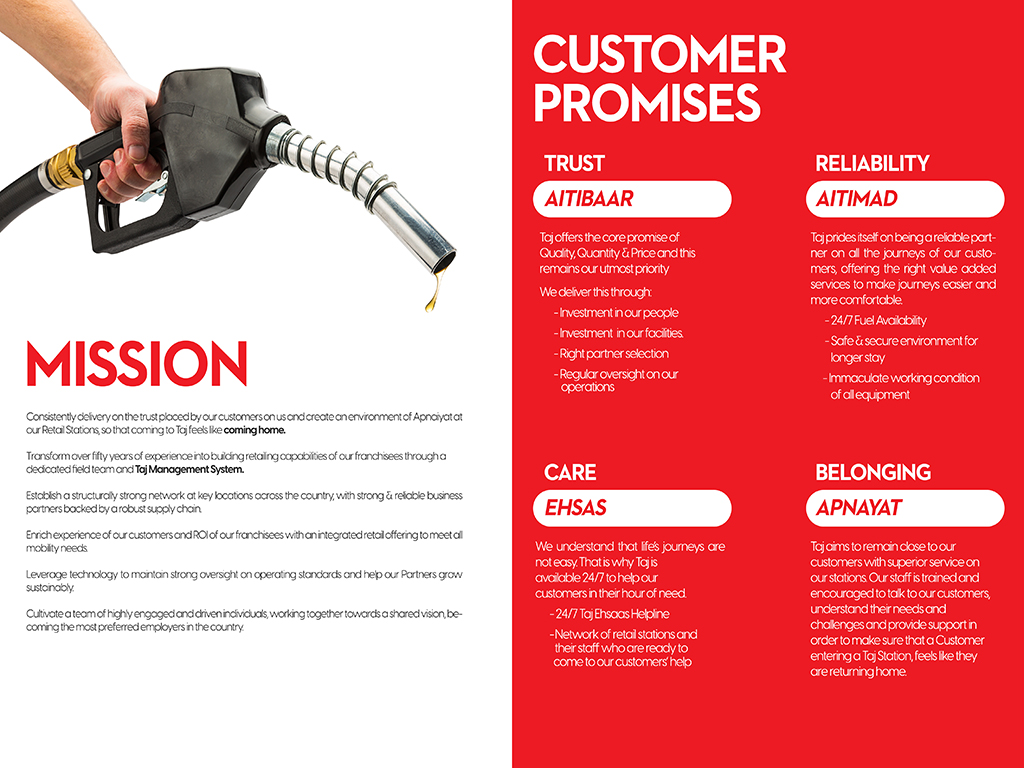 MISSION
Consistently delivery on the trust placed by our customers on us and create an environment of Apnaiyat at
our Retail Stations, so that coming to Taj feels like coming home.
Transform over fifty years of experience into building retailing capabilities of our franchisees through a
dedicated field team and Taj Management System.
Establish a structurally strong network at key locations across the country, with strong & reliable business
partners backed by a robust supply chain.
Enrich experience of our customers and ROI of our franchisees with an integrated retail offering to meet all
mobility needs.
Leverage technology to maintain strong oversight on operating standards and help our Partners grow
sustainably.
Cultivate a team of highly engaged and driven individuals, working together towards a shared vision, be-
coming the most preferred employers in the country.
CUSTOMER
PROMISES
TRUST
AITIBAAR
Taj offers the core promise of
Quality, Quantity & Price and this
remains our utmost priority
We deliver this through:
- Investment in our people
- Investment in our facilities.
- Right partner selection
- Regular oversight on our
operations
RELIABILITY
AITIMAD
Taj prides itself on being a reliable part-
ner on all the journeys of our custo-
mers, offering the right value added
services to make journeys easier and
more comfortable.
- 24/7 Fuel Availability
- Safe & secure environment for
longer stay
- Immaculate working condition
of all equipment
CARE
EHSAS
We understand that life's journeys are
not easy. That is why Taj is
available 24/7 to help our
customers in their hour of need.
- 24/7 Taj Ehsaas Helpline
- Network of retail stations and
their staff who are ready to
come to our customers' help
BELONGING
APNAYAT
Taj aims to remain close to our
customers with superior service on
our stations. Our staff is trained and
encouraged to talk to our customers,
understand their needs and
challenges and provide support in
order to make sure that a Customer
entering a Taj Station, feels like they
are returning home.